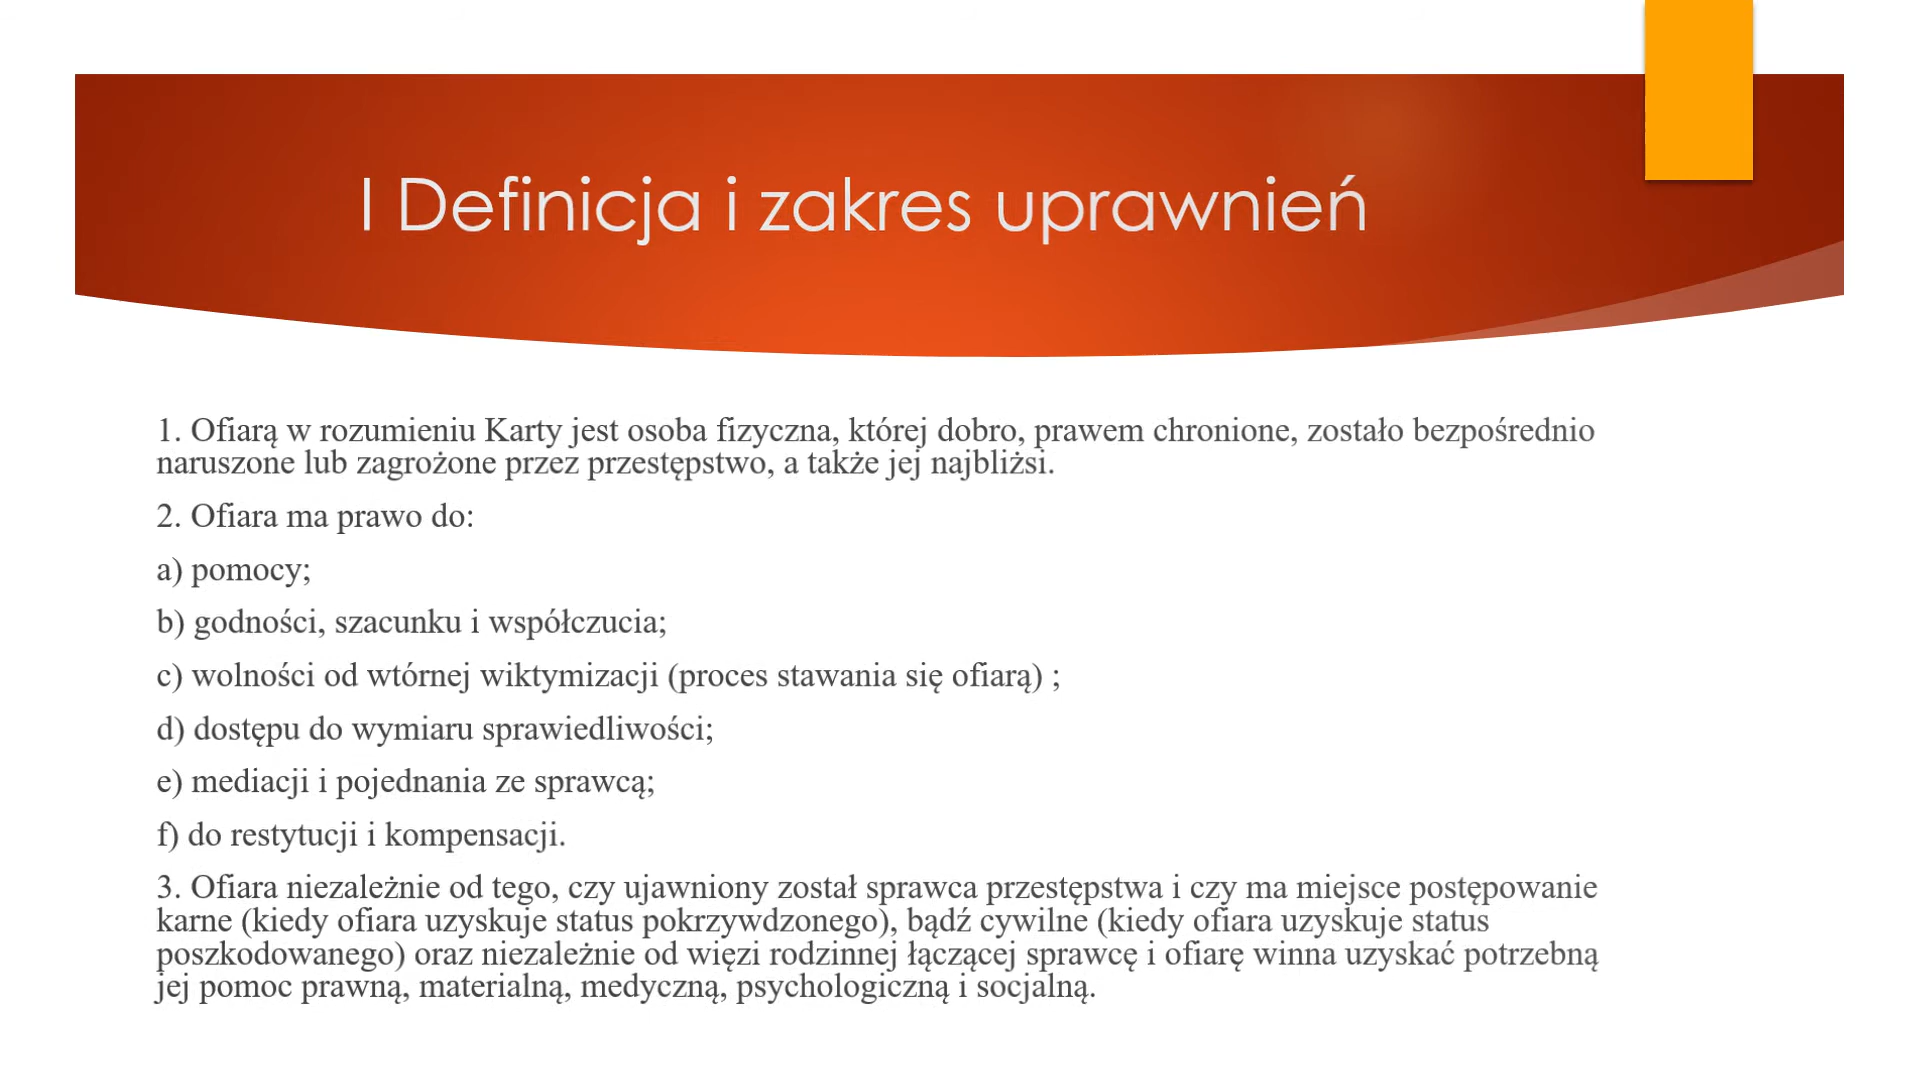 I Definicja i zakres uprawnień
1. Ofiarą w rozumieniu Karty jest osoba fizyczna, której dobro, prawem chronione, zostało bezpośrednio
naruszone lub zagrożone przez przestępstwo, a także jej najbliżsi.
2. Ofiara ma prawo do:
a) pomocy;
b) godności, szacunku i współczucia;
c) wolności od wtórnej wiktymizacji (proces stawania się ofiarą) ;
d) dostępu do wymiaru sprawiedliwości;
e) mediacji i pojednania ze sprawcą;
f) do restytucji i kompensacji.
3. Ofiara niezależnie od tego, czy ujawniony został sprawca przestępstwa i czy ma miejsce postępowanie
karne (kiedy ofiara uzyskuje status pokrzywdzonego), bądź cywilne (kiedy ofiara uzyskuje status
poszkodowanego) oraz niezależnie od więzi rodzinnej łączącej sprawcę i ofiarę winna uzyskać potrzebną
jej pomoc prawną, materialną, medyczną, psychologiczną i socjalną.